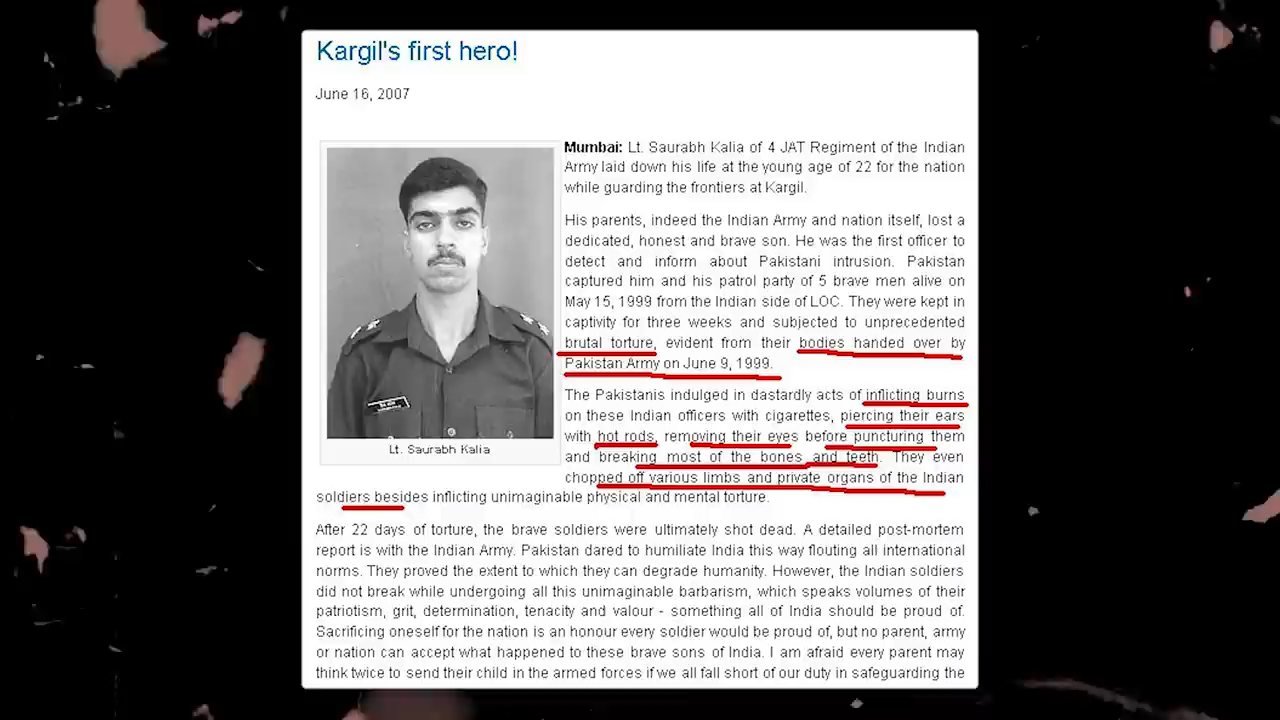 Kargil's first hero!
June 16, 2007
Mumbai: Lt. Saurabh Kalia of 4 JAT Regiment of the Indian
Army laid down his life at the young age of 22 for the nation
while guarding the frontiers at Kargil.
His parents, indeed the Indian Army and nation itself, lost a
dedicated, honest and brave son. He was the first officer to
detect and inform about Pakistani intrusion. Pakistan
captured him and his patrol party of 5 brave men alive on
May 15, 1999 from the Indian side of LOC. They were kept in
captivity for three weeks and subjected to unprecedented
brutal torture, evident from their bodies handed over by
Pakistan Army on June 9, 1999.
The Pakistanis indulged in dastardly acts of inflicting burns
on these Indian officers with cigarettes, piercing their ears
with hot rods, removing their eyes before puncturing them
and breaking most of the bones and teeth. They even
chopped off various limbs and private organs of the Indian
soldiers besides inflicting unimaginable physical and mental torture.
Lt. Saurabh Kalia
After 22 days of torture, the brave soldiers were ultimately shot dead. A detailed post-mortem
report is with the Indian Army. Pakistan dared to humiliate India this way flouting all international
norms. They proved the extent to which they can degrade humanity. However, the Indian soldiers
did not break while undergoing all this unimaginable barbarism, which speaks volumes of their
patriotism, grit, determination, tenacity and valour - something all of India should be proud of.
Sacrificing oneself for the nation is an honour every soldier would be proud of, but no parent, army
or nation can accept what happened to these brave sons of India. I am afraid every parent may
think twice to send their child in the armed forces if we all fall short of our duty in safeguarding the